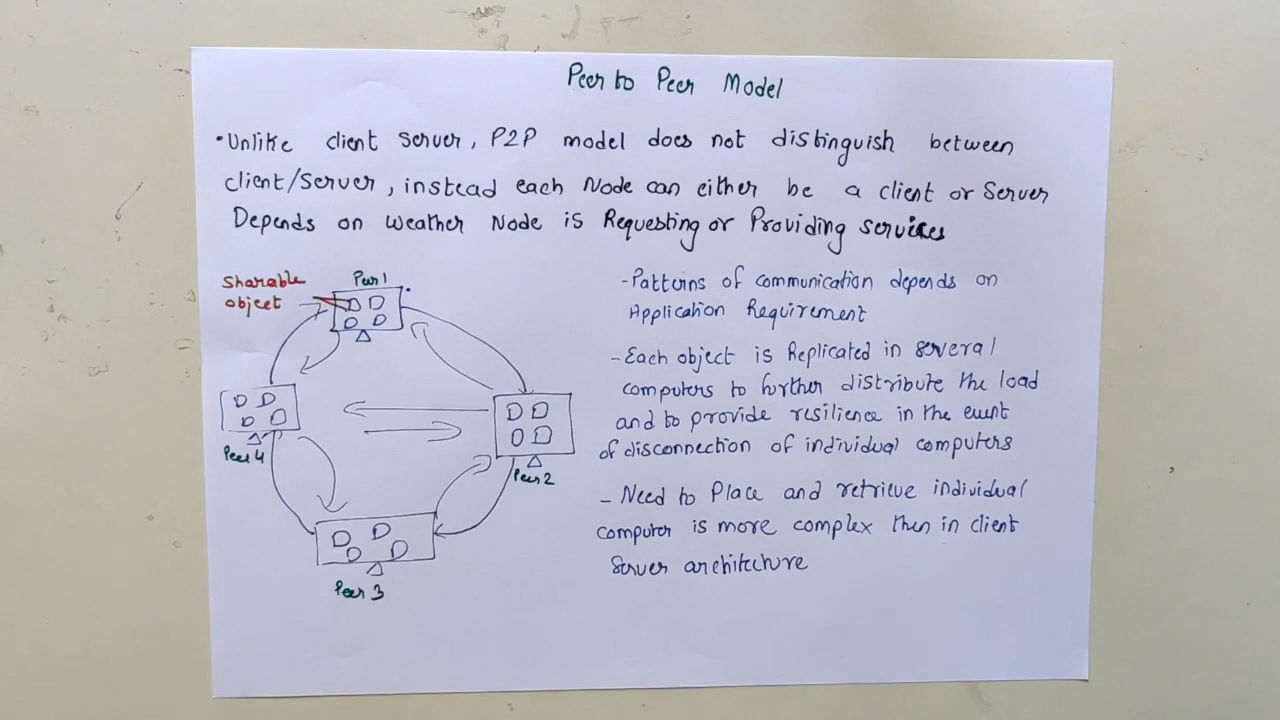 Peer to Peer Model
•Unlike client server, P2P model does not distinguish between
client/server, instead each Node can either be a client or server
Depends on weather Node is Requesting or Providing services
Sharable
object
Peer 1
Peer 4
Peer 2
Peer 3
-Patterns of communication depends on
Application Requirement
-Each object is Replicated in several
computers to further distribute the load
and to provide resilience in the event
of disconnection of individual computers
- Need to Place and retrieve individual
computer is more complex then in client
Server architecture